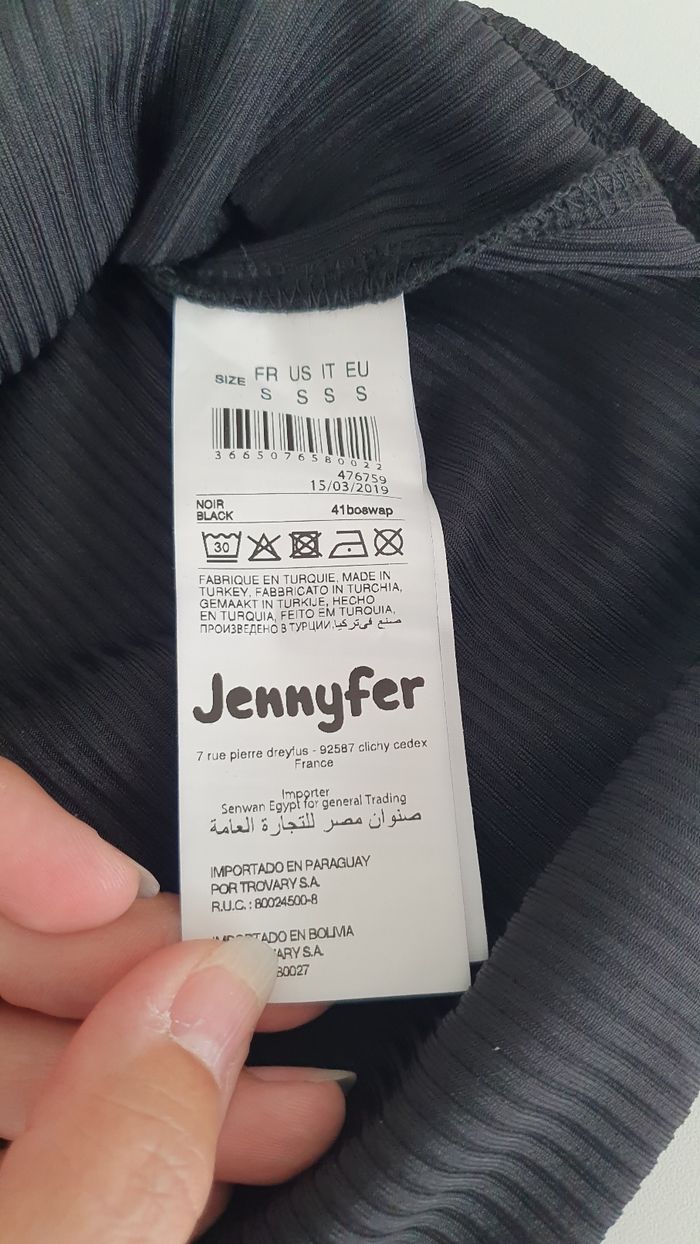 SIZE FR US IT EU
S S S S
3665076580022
476759
15/03/2019
NOIR
BLACK 41boswap
30
FABRIQUE EN TURQUIE, MADE IN
TURKEY, FABBRICATO IN TURCHIA,
GEMAAKT IN TURKIJE, HECHO
EN TURQUIA, FEITO EM TURQUIA,
ПРОИЗВЕДЕНО В ТУРЦИИ, صنع في تركيا
Jennyfer
7 rue pierre dreyfus - 92587 clichy cedex
France
Importer
Senwan Egypt for general Trading
صنوان مصر للتجارة العامة
IMPORTADO EN PARAGUAY
POR TROVARY S.A.
R.U.C.: 80024500-8
EN BOLIVIA
S.A.